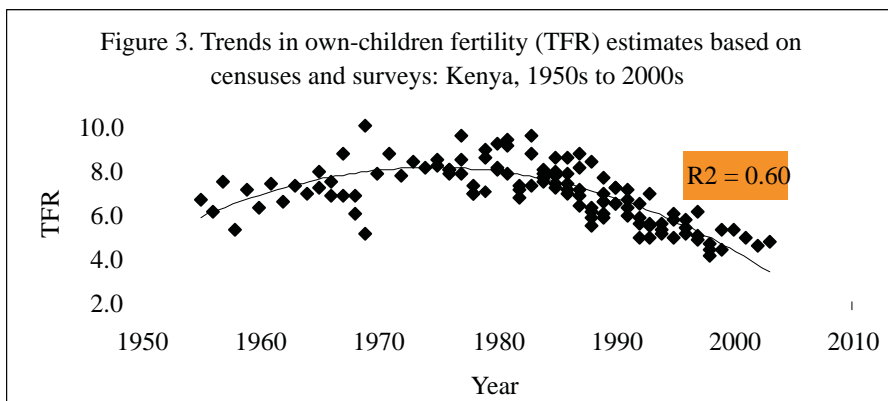 Figure 3. Trends in own-children fertility (TFR) estimates based on
censuses and surveys: Kenya, 1950s to 2000s
10.0
8.0
6.0
4.0
2.0
TFR
R2 = 0.60
1950 1960 1970 1980 1990 2000 2010
Year